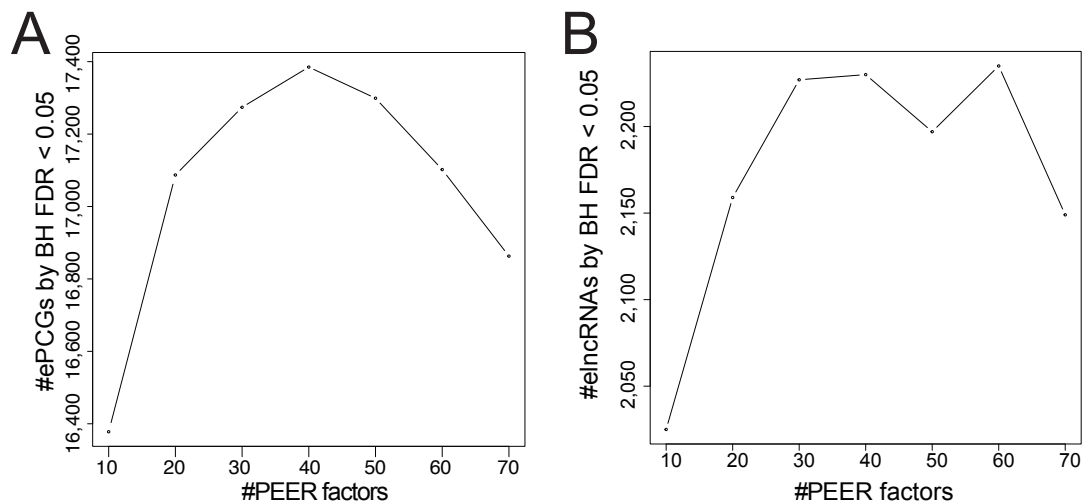 A
#ePCGs by BH FDR < 0.05
17,400
17,200
17,000
16,800
16,600
16,400
10 20 30 40 50 60 70
#PEER factors
B
#elncRNAs by BH FDR < 0.05
2,200
2,150
2,100
2,050
10 20 30 40 50 60 70
#PEER factors